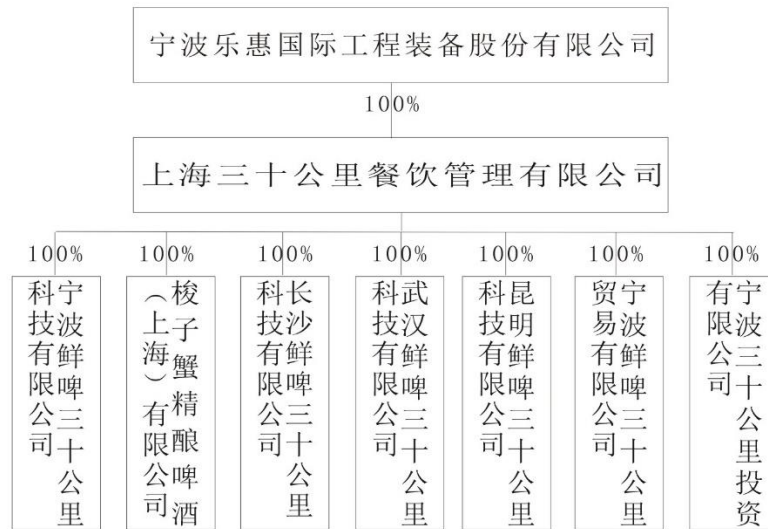 宁波乐惠国际工程装备股份有限公司
100%
上海三十公里餐饮管理有限公司
100%
100%
100%
100%
100%
100%
100%
宁波鲜啤三十公里
科技有限公司
梭子蟹精酿啤酒
（上海）有限公司
长沙鲜啤三十公里
科技有限公司
武汉鲜啤三十公里
科技有限公司
昆明鲜啤三十公里
科技有限公司
宁波鲜啤三十公里
贸易有限公司
宁波三十公里投资
有限公司